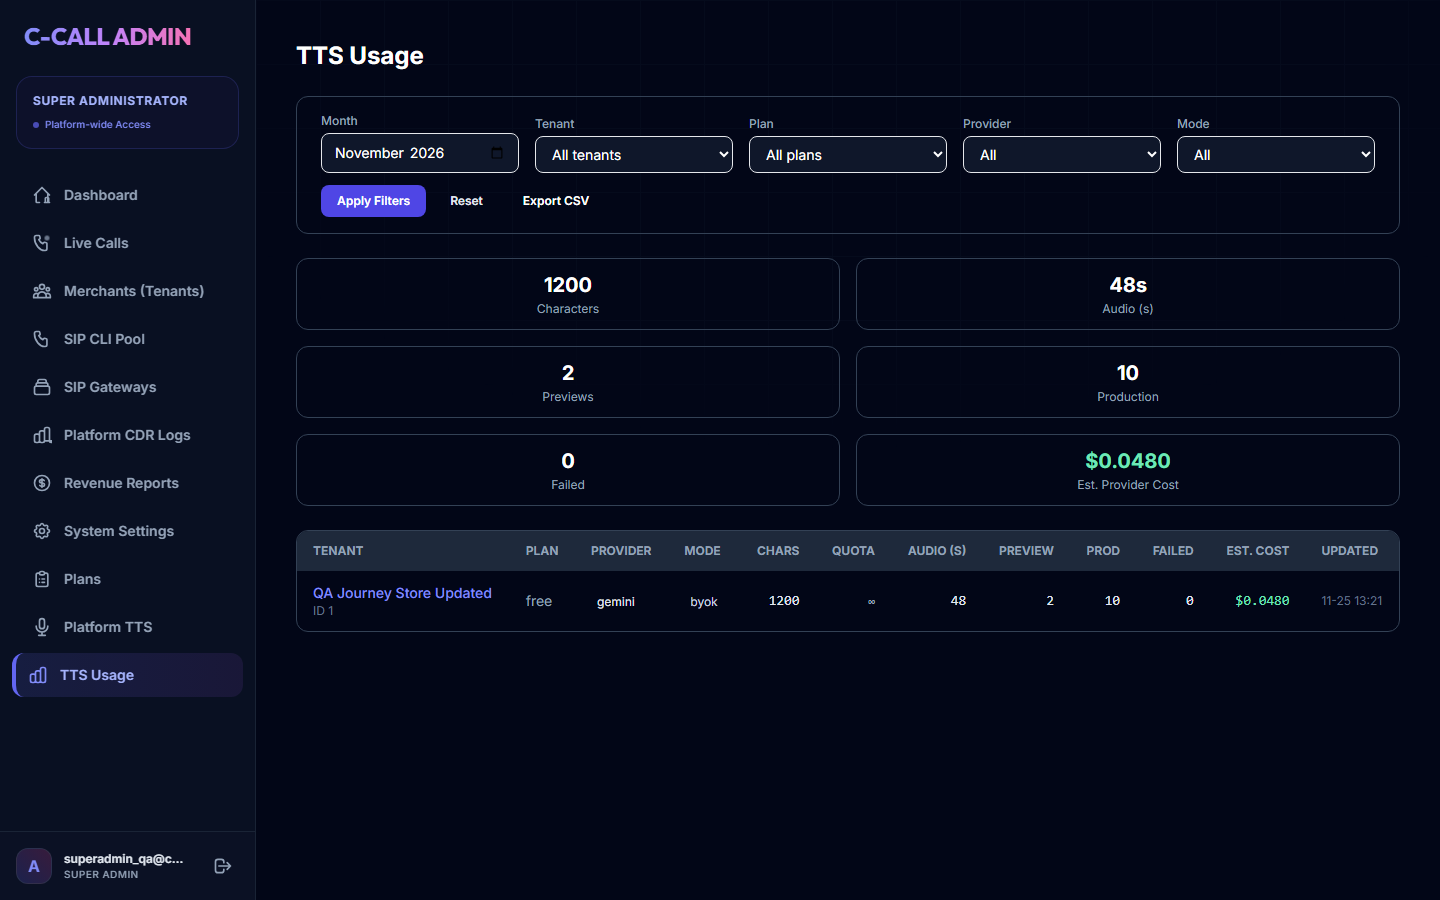 C-CALL ADMIN
SUPER ADMINISTRATOR
Platform-wide Access
Dashboard
Live Calls
Merchants (Tenants)
SIP CLI Pool
SIP Gateways
Platform CDR Logs
Revenue Reports
System Settings
Plans
Platform TTS
TTS Usage
A
superadmin_qa@c...
SUPER ADMIN
TTS Usage
Month Tenant Plan Provider Mode
November 2026 All tenants All plans All All
Apply Filters Reset Export CSV
1200
Characters
48s
Audio (s)
2
Previews
10
Production
0
Failed
$0.0480
Est. Provider Cost
TENANT PLAN PROVIDER MODE CHARS QUOTA AUDIO (S) PREVIEW PROD FAILED EST. COST UPDATED
QA Journey Store Updated free gemini byok 1200 ∞ 48 2 10 0 $0.0480 11-25 13:21
ID 1